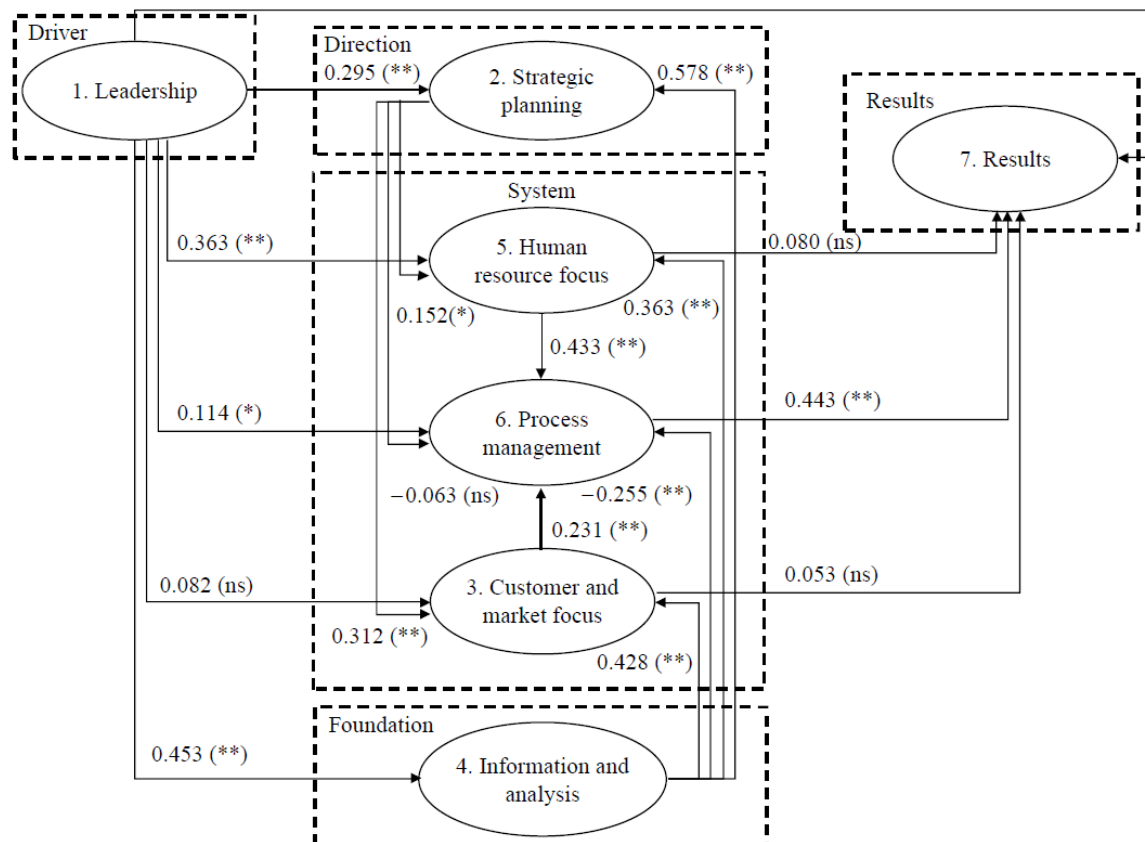 Driver
1. Leadership
Direction
0.295 (**)
2. Strategic
planning
0.578 (**)
Results
7. Results
System
0.363 (**)
5. Human
resource focus
0.080 (ns)
0.152(*)
0.363 (**)
0.433 (**)
0.114 (*)
6. Process
management
0.443 (**)
−0.063 (ns)
−0.255 (**)
0.231 (**)
0.082 (ns)
3. Customer and
market focus
0.053 (ns)
0.312 (**)
0.428 (**)
Foundation
0.453 (**)
4. Information and
analysis